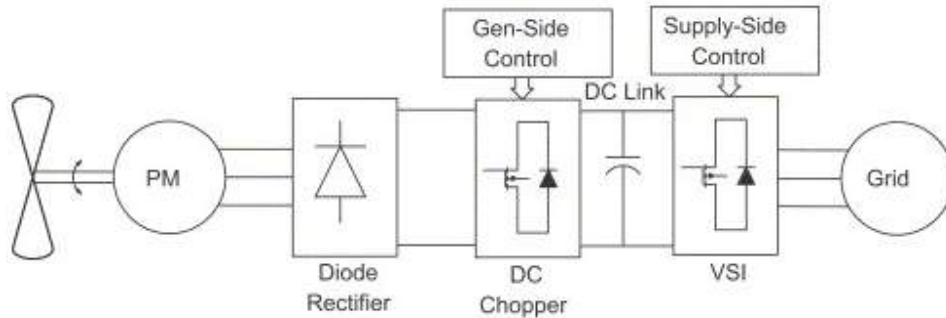 Gen-Side
Control
Supply-Side
Control
DC Link
PM
Grid
Diode
Rectifier
DC
Chopper
VSI